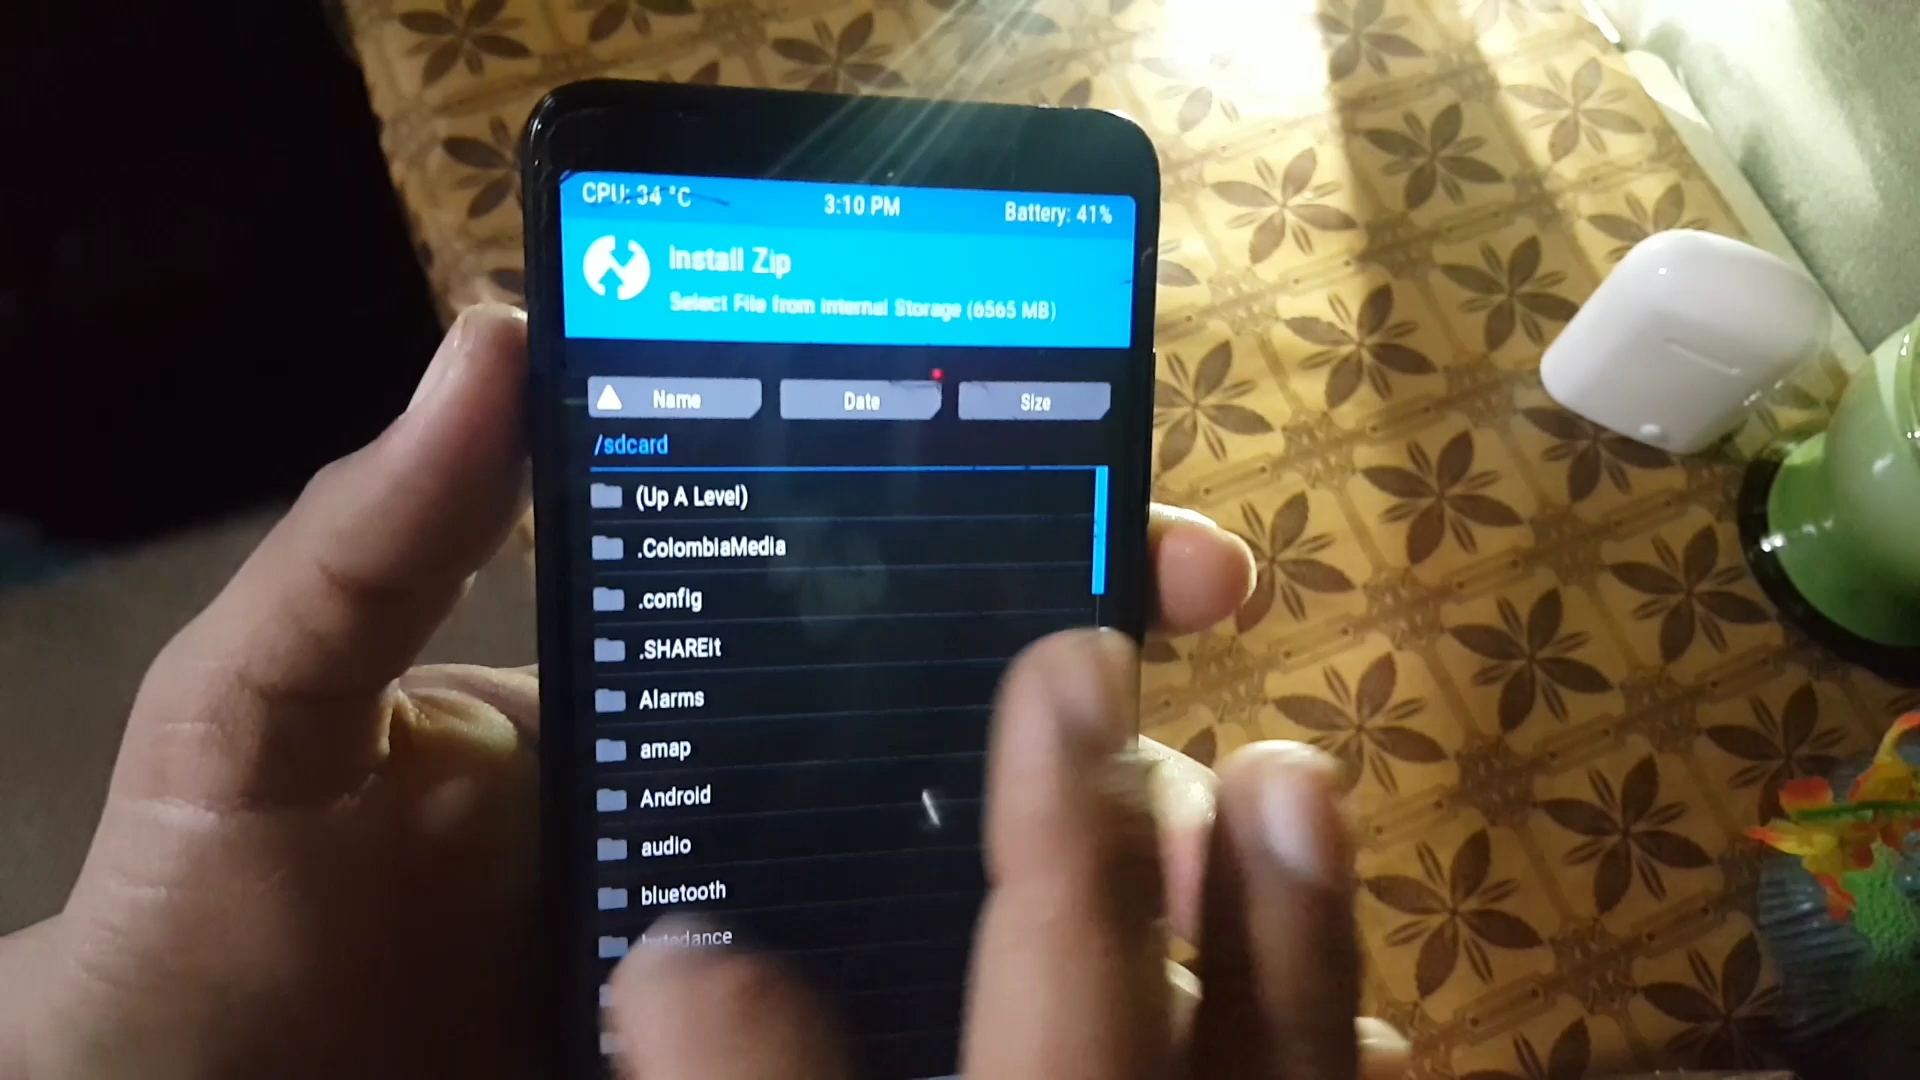 CPU: 34 °C 3:10 PM Battery: 41%
Install Zip
Select File from Internal Storage (6565 MB)
Name Date Size
/sdcard
(Up A Level)
.ColombiaMedia
.config
.SHAREit
Alarms
amap
Android
audio
bluetooth